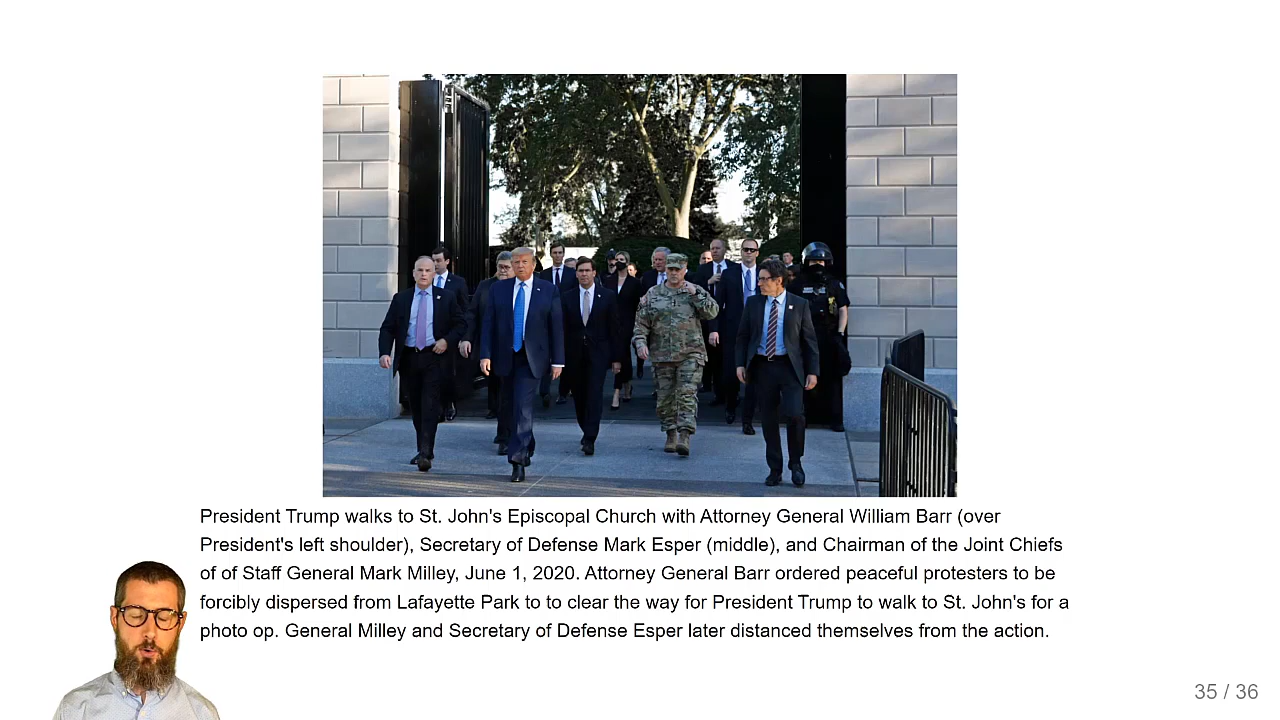 President Trump walks to St. John's Episcopal Church with Attorney General William Barr (over
President's left shoulder), Secretary of Defense Mark Esper (middle), and Chairman of the Joint Chiefs
of of Staff General Mark Milley, June 1, 2020. Attorney General Barr ordered peaceful protesters to be
forcibly dispersed from Lafayette Park to to clear the way for President Trump to walk to St. John's for a
photo op. General Milley and Secretary of Defense Esper later distanced themselves from the action.
35 / 36